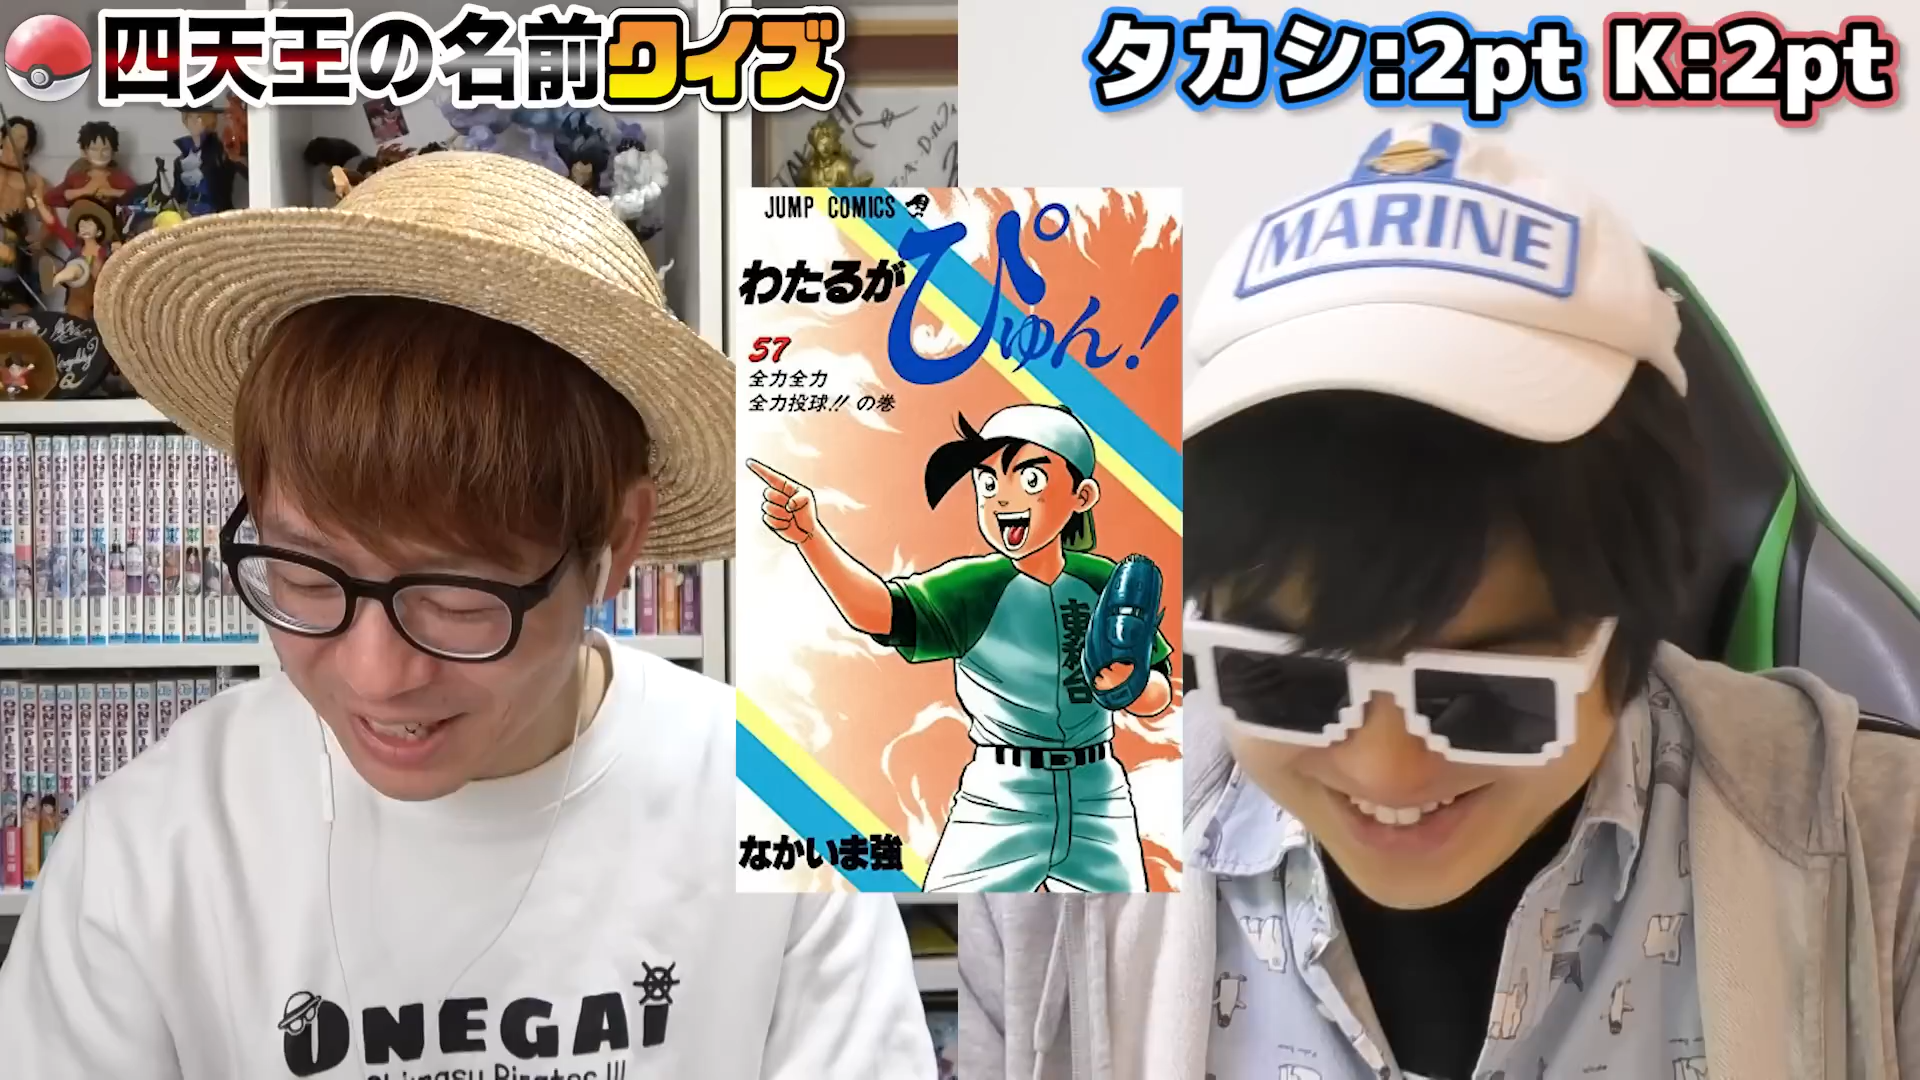 四天王の名前クイズ
タカシ:2pt K:2pt
JUMP COMICS
わたるがぴゅん!
57
全力全力
全力投球!! の巻
なかいま強
MARINE
ONE PIECE
ONEGAI